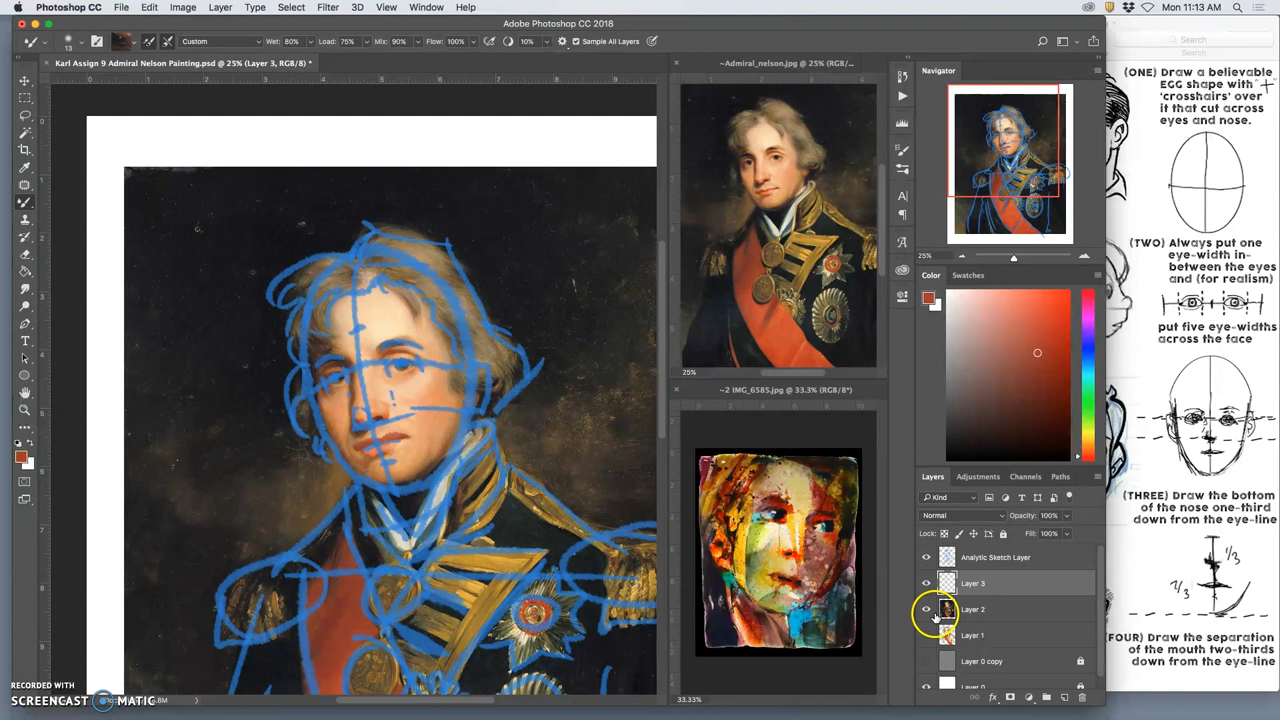 Photoshop CC File Edit Image Layer Type Select Filter 3D View Window Help Mon 11:13 AM
Adobe Photoshop CC 2018
13 Custom Wet: 80% Load: 75% Mix: 90% Flow: 100% 10% Sample All Layers
Karl Assign 9 Admiral Nelson Painting.psd @ 25% (Layer 3, RGB/8) *
~Admiral_nelson.jpg @ 25% (RGB/...
25%
~2 IMG_6585.jpg @ 33.3% (RGB/8*)
33.33%
Navigator
25%
Color Swatches
Layers Adjustments Channels Paths
Kind
Normal Opacity: 100%
Lock: Fill: 100%
Analytic Sketch Layer
Layer 3
Layer 2
Layer 1
Layer 0 copy
Layer 0
Search
Search
(ONE) Draw a believable
EGG shape with
'crosshairs' over
it that cut across
eyes and nose.
(TWO) Always put one
eye-width in-
between the eyes
and (for realism)
put five eye-widths
across the face
(THREE) Draw the bottom
of the nose one-third
down from the eye-line
1/3
2/3
1/3
(FOUR) Draw the separation
of the mouth two-thirds
down from the eye-line
RECORDED WITH
SCREENCAST MATIC